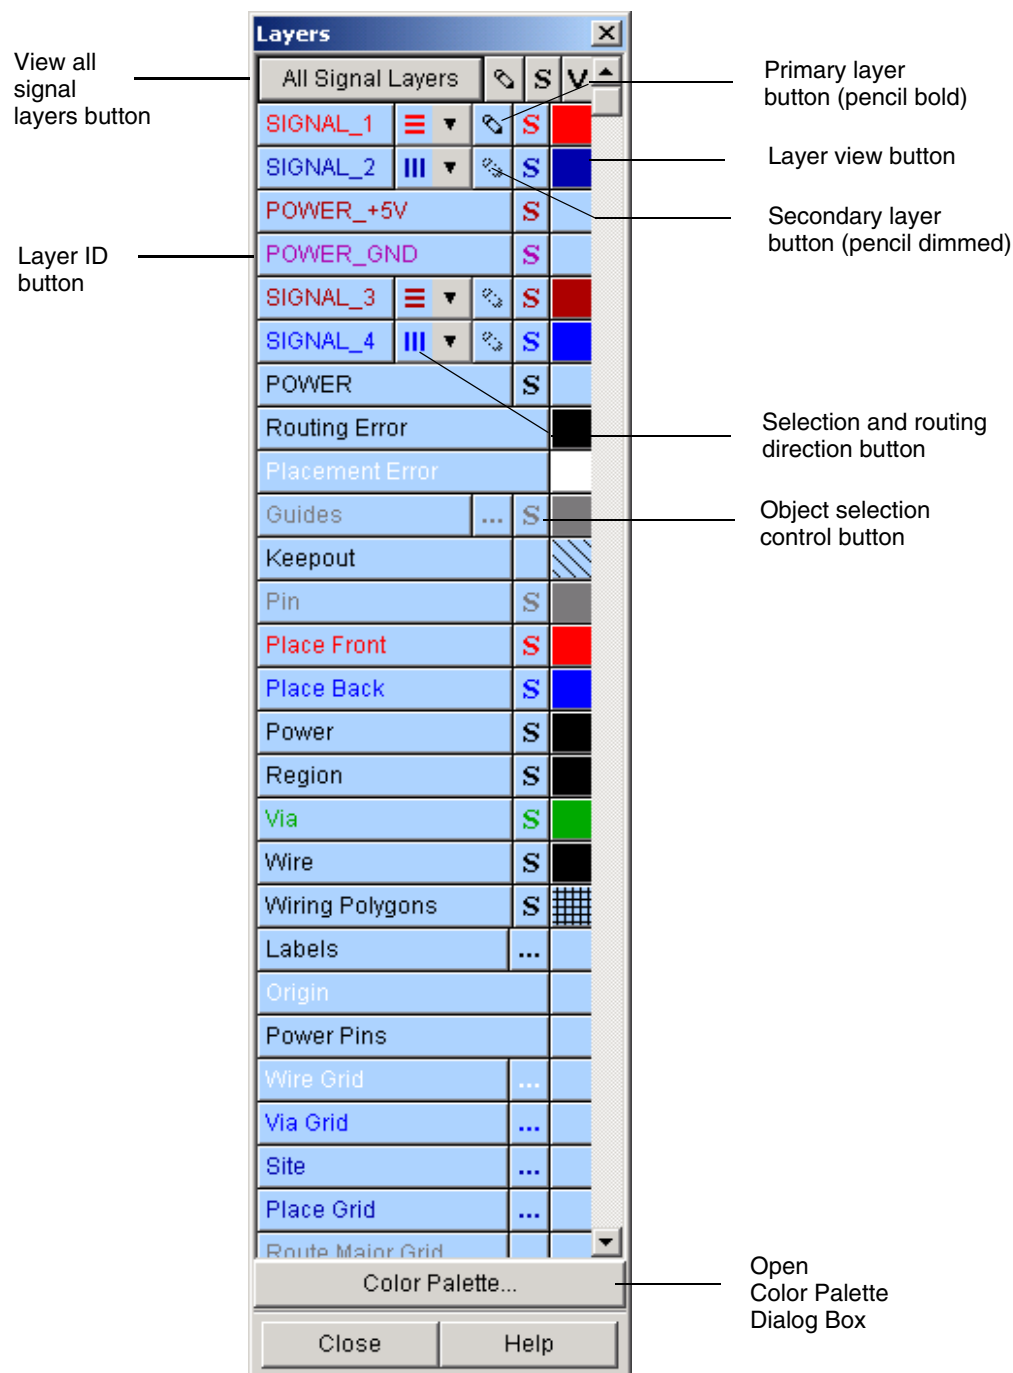 Layers
View all
signal
layers button
All Signal Layers S V
Primary layer
button (pencil bold)
SIGNAL_1 S
Layer view button
SIGNAL_2 S
Secondary layer
button (pencil dimmed)
POWER_+5V S
Layer ID
button
POWER_GND S
SIGNAL_3 S
SIGNAL_4 S
POWER S
Selection and routing
direction button
Routing Error
Placement Error
Object selection
control button
Guides ... S
Keepout
Pin S
Place Front S
Place Back S
Power S
Region S
Via S
Wire S
Wiring Polygons S
Labels ...
Origin
Power Pins
Wire Grid ...
Via Grid ...
Site ...
Place Grid ...
Route Major Grid
Color Palette...
Open
Color Palette
Dialog Box
Close Help